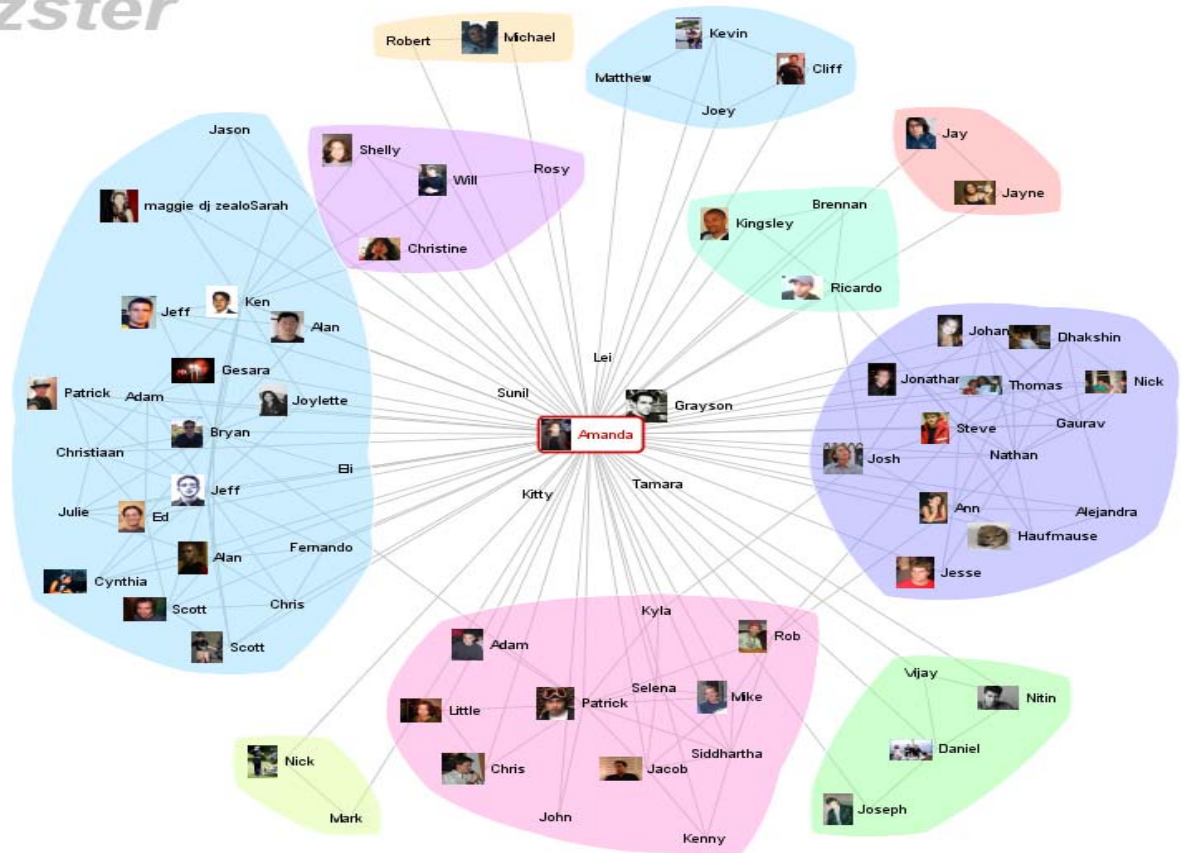 zster
Robert
Michael
Kevin
Matthew
Cliff
Joey
Jason
Shelly
Will
Rosy
Jay
Jayne
maggie dj zealoSarah
Christine
Kingsley
Brennan
Ricardo
Jeff
Ken
Alan
Gesara
Patrick
Adam
Joylette
Bryan
Christiaan
Eli
Jeff
Julie
Ed
Alan
Fernando
Cynthia
Scott
Chris
Scott
Lei
Sunil
Grayson
Amanda
Kitty
Tamara
Johan
Dhakshin
Jonathan
Thomas
Nick
Steve
Gaurav
Josh
Nathan
Ann
Alejandra
Haufmause
Jesse
Kyla
Adam
Rob
Selena
Little
Patrick
Mike
Siddhartha
Chris
Jacob
John
Kenny
Vijay
Nitin
Daniel
Joseph
Nick
Mark